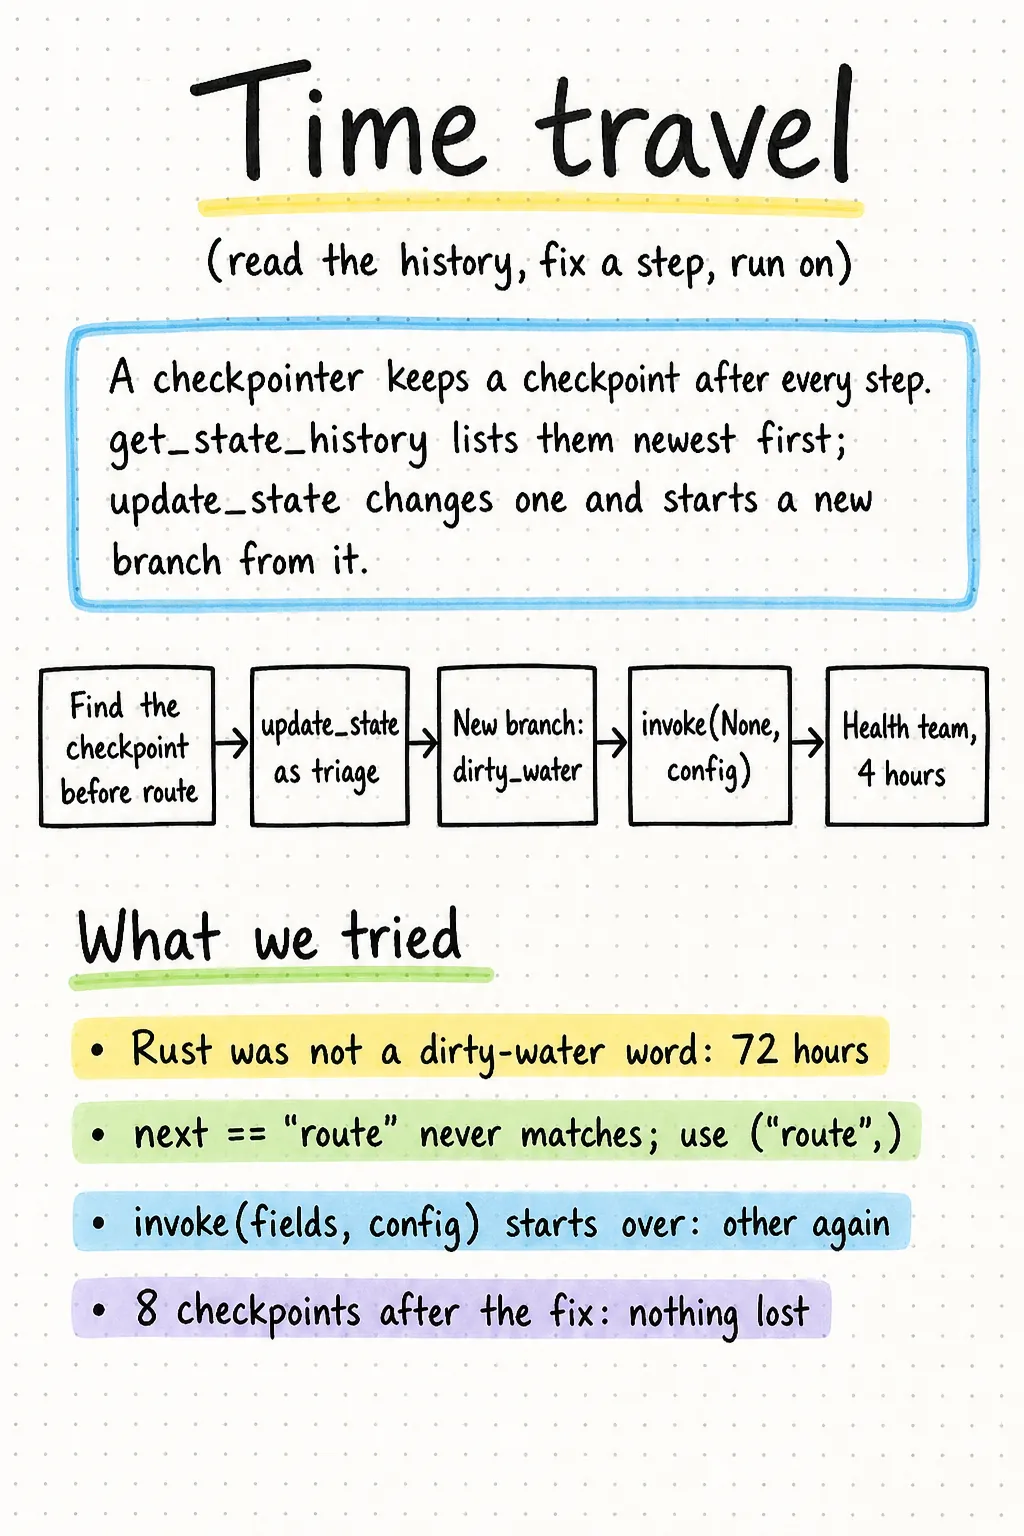 Time travel
(read the history, fix a step, run on)
A checkpointer keeps a checkpoint after every step.
get_state_history lists them newest first;
update_state changes one and starts a new
branch from it.
Find the
checkpoint
before route
update_state
as triage
New branch:
dirty_water
invoke(None,
config)
Health team,
4 hours
What we tried
• Rust was not a dirty-water word: 72 hours
• next == “route” never matches; use (“route”,)
• invoke(fields, config) starts over: other again
• 8 checkpoints after the fix: nothing lost